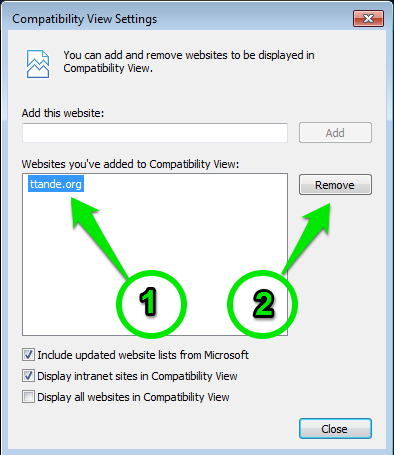 Compatibility View Settings
You can add and remove websites to be displayed in
Compatibility View.
Add this website:
Add
Websites you've added to Compatibility View:
ttande.org
Remove
1
2
Include updated website lists from Microsoft
Display intranet sites in Compatibility View
Display all websites in Compatibility View
Close